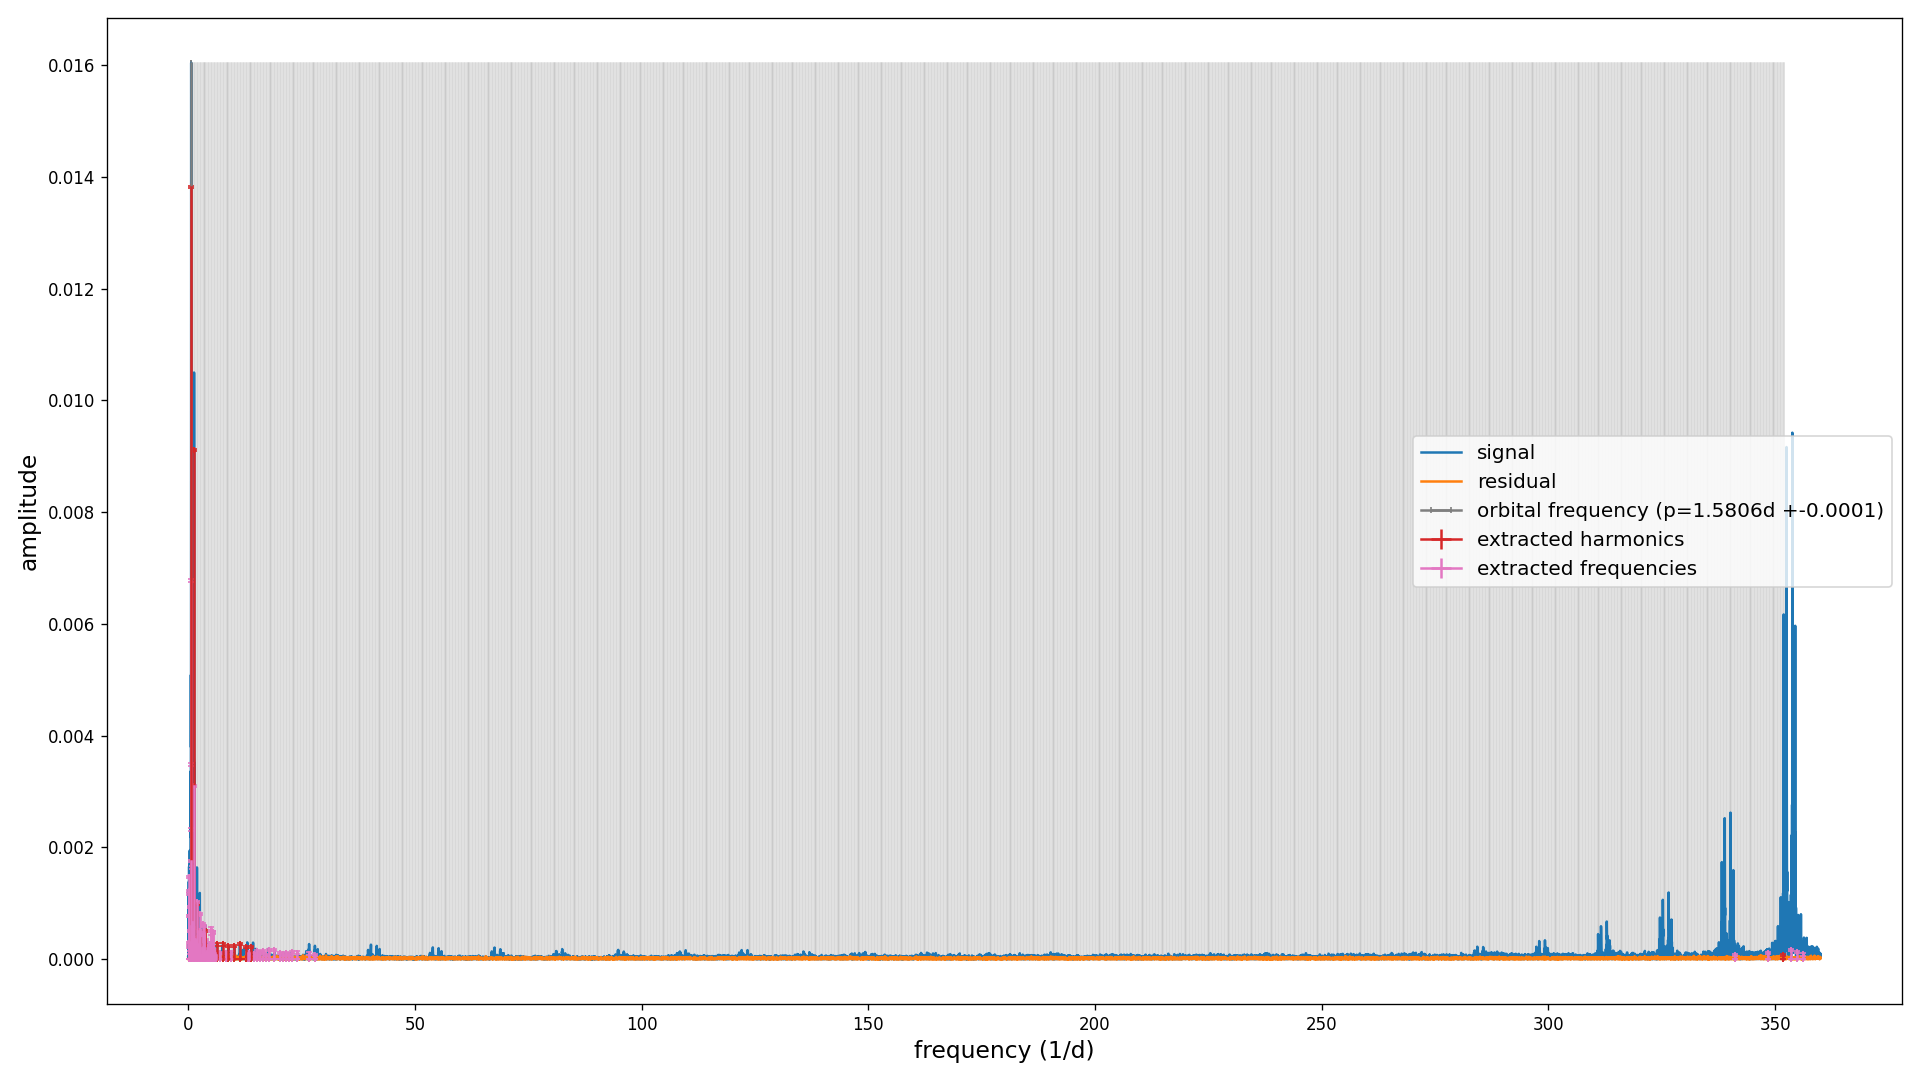 0.016
0.014
0.012
0.010
0.008
0.006
0.004
0.002
0.000
amplitude
signal
residual
orbital frequency (p=1.5806d +-0.0001)
extracted harmonics
extracted frequencies
0 50 100 150 200 250 300 350
frequency (1/d)